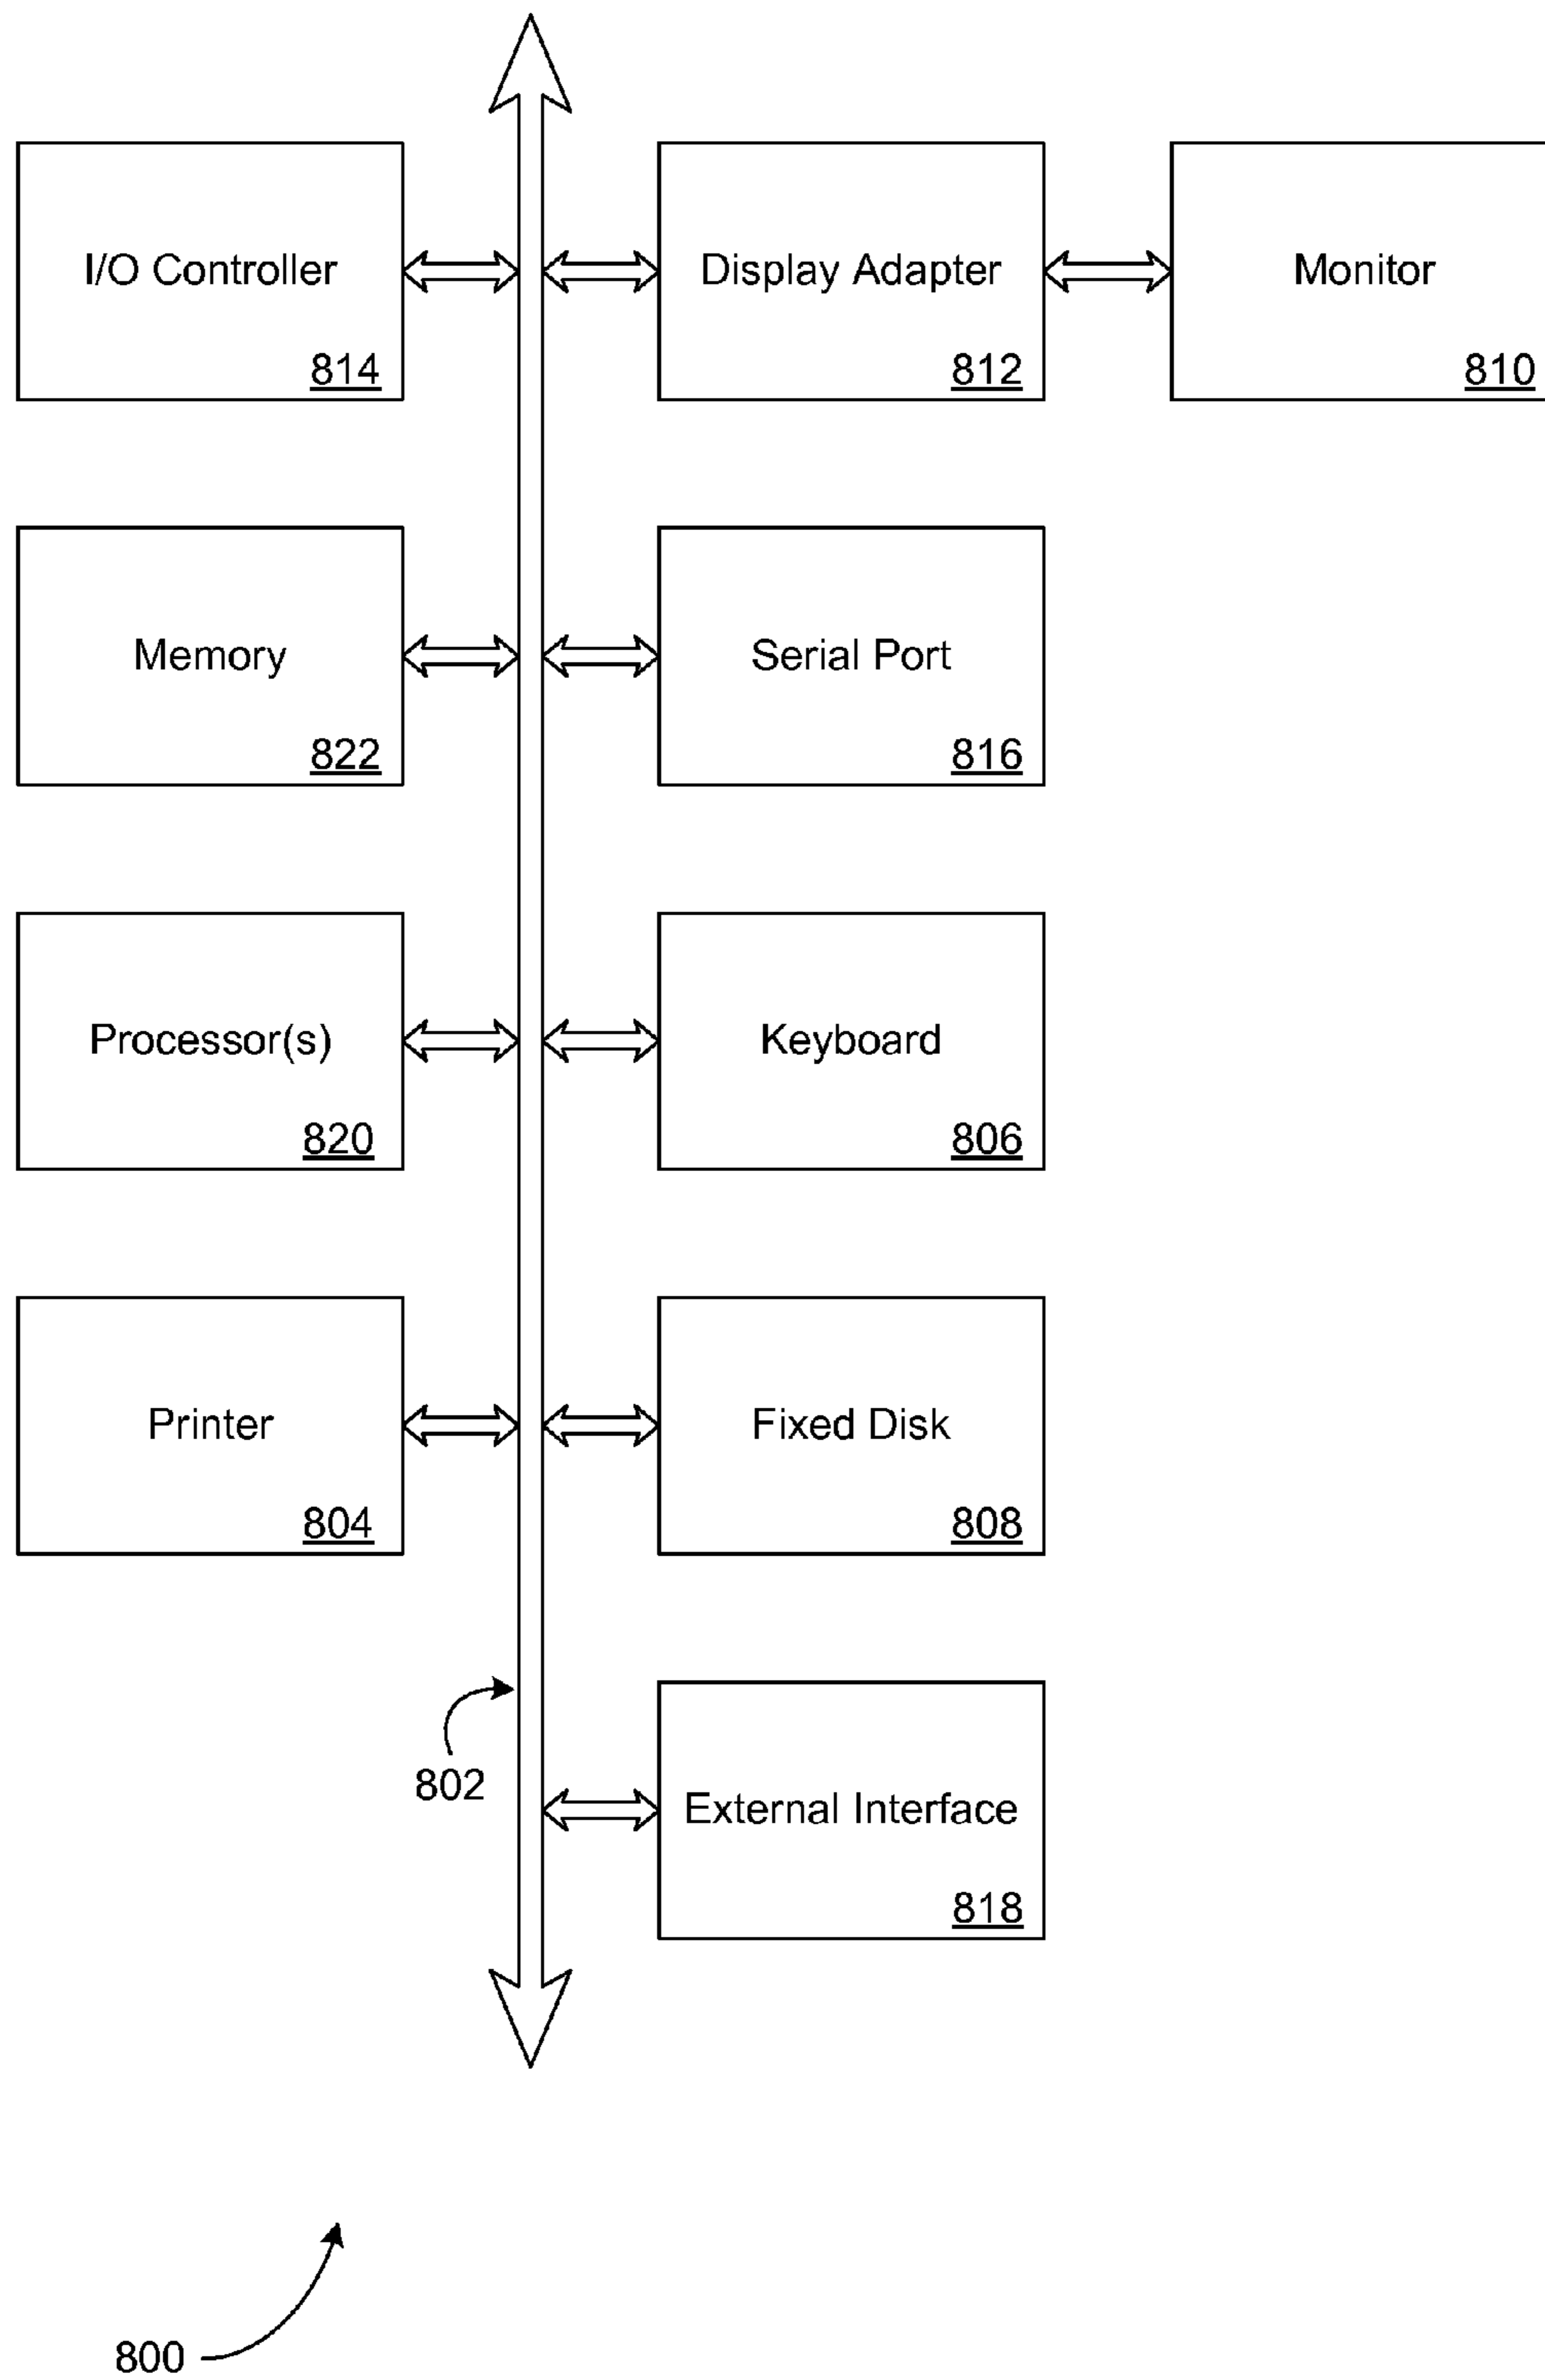 I/O Controller
814
Display Adapter
812
Monitor
810
Memory
822
Serial Port
816
Processor(s)
820
Keyboard
806
Printer
804
Fixed Disk
808
802
External Interface
818
800